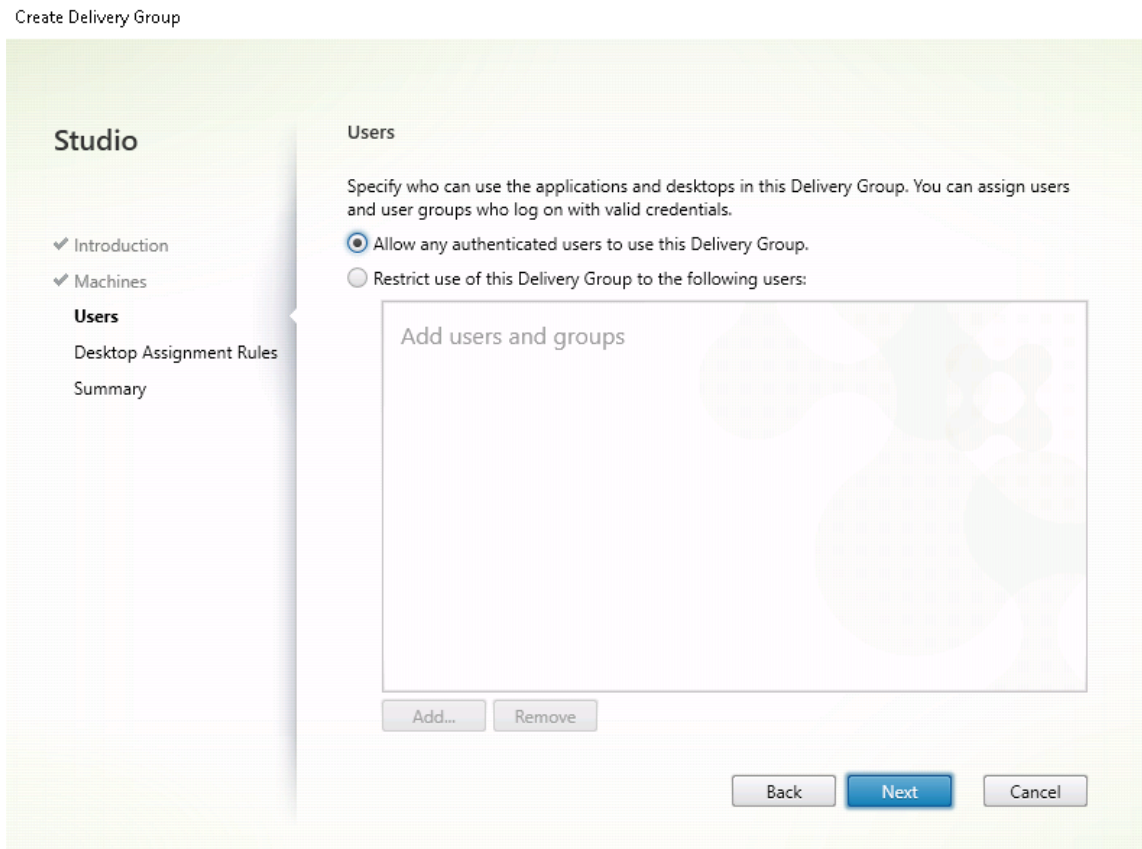 Create Delivery Group
Studio
Introduction
Machines
Users
Desktop Assignment Rules
Summary
Users
Specify who can use the applications and desktops in this Delivery Group. You can assign users
and user groups who log on with valid credentials.
Allow any authenticated users to use this Delivery Group.
Restrict use of this Delivery Group to the following users:
Add users and groups
Add...
Remove
Back
Next
Cancel